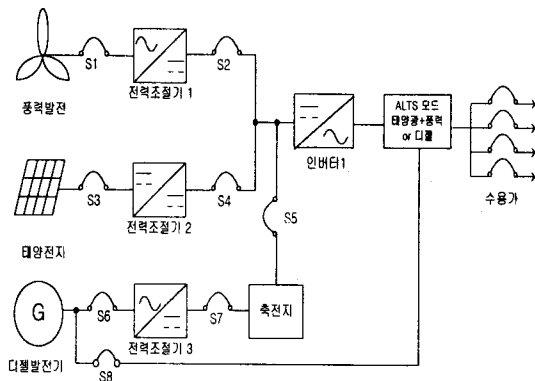 S1
S2
풍력발전
전력조절기 1
ALTS 모드
태양광+풍력
or 디젤
인버터1
수용가
S3
S4
S5
전력조절기 2
태양전지
G
S6
S7
축전지
디젤발전기
전력조절기 3
S8